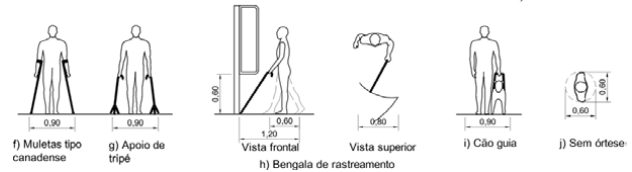 0,90
f) Muletas tipo
canadense
0,90
g) Apoio de
tripé
0,60
0,60
1,20
Vista frontal
0,80
Vista superior
h) Bengala de rastreamento
0,90
i) Cão guia
0,60
0,60
j) Sem órtese